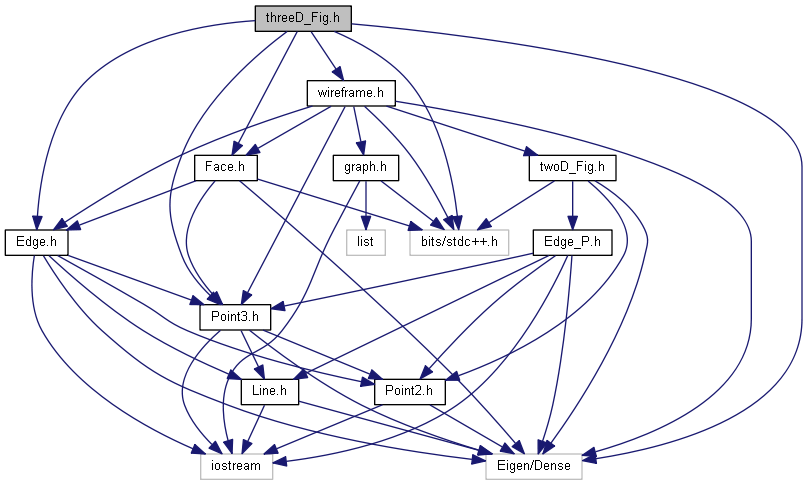 threeD_Fig.h
wireframe.h
Face.h
graph.h
twoD_Fig.h
Edge.h
list
bits/stdc++.h
Edge_P.h
Point3.h
Line.h
Point2.h
iostream
Eigen/Dense